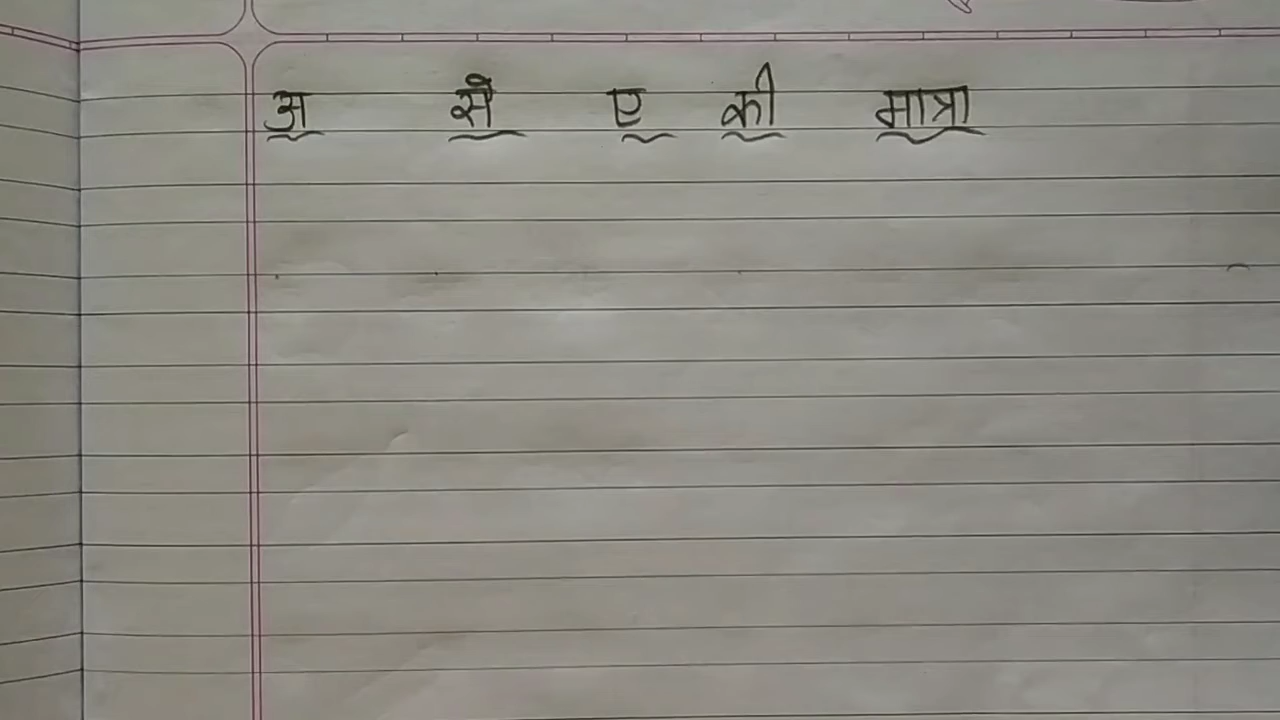 अ से ए की मात्रा